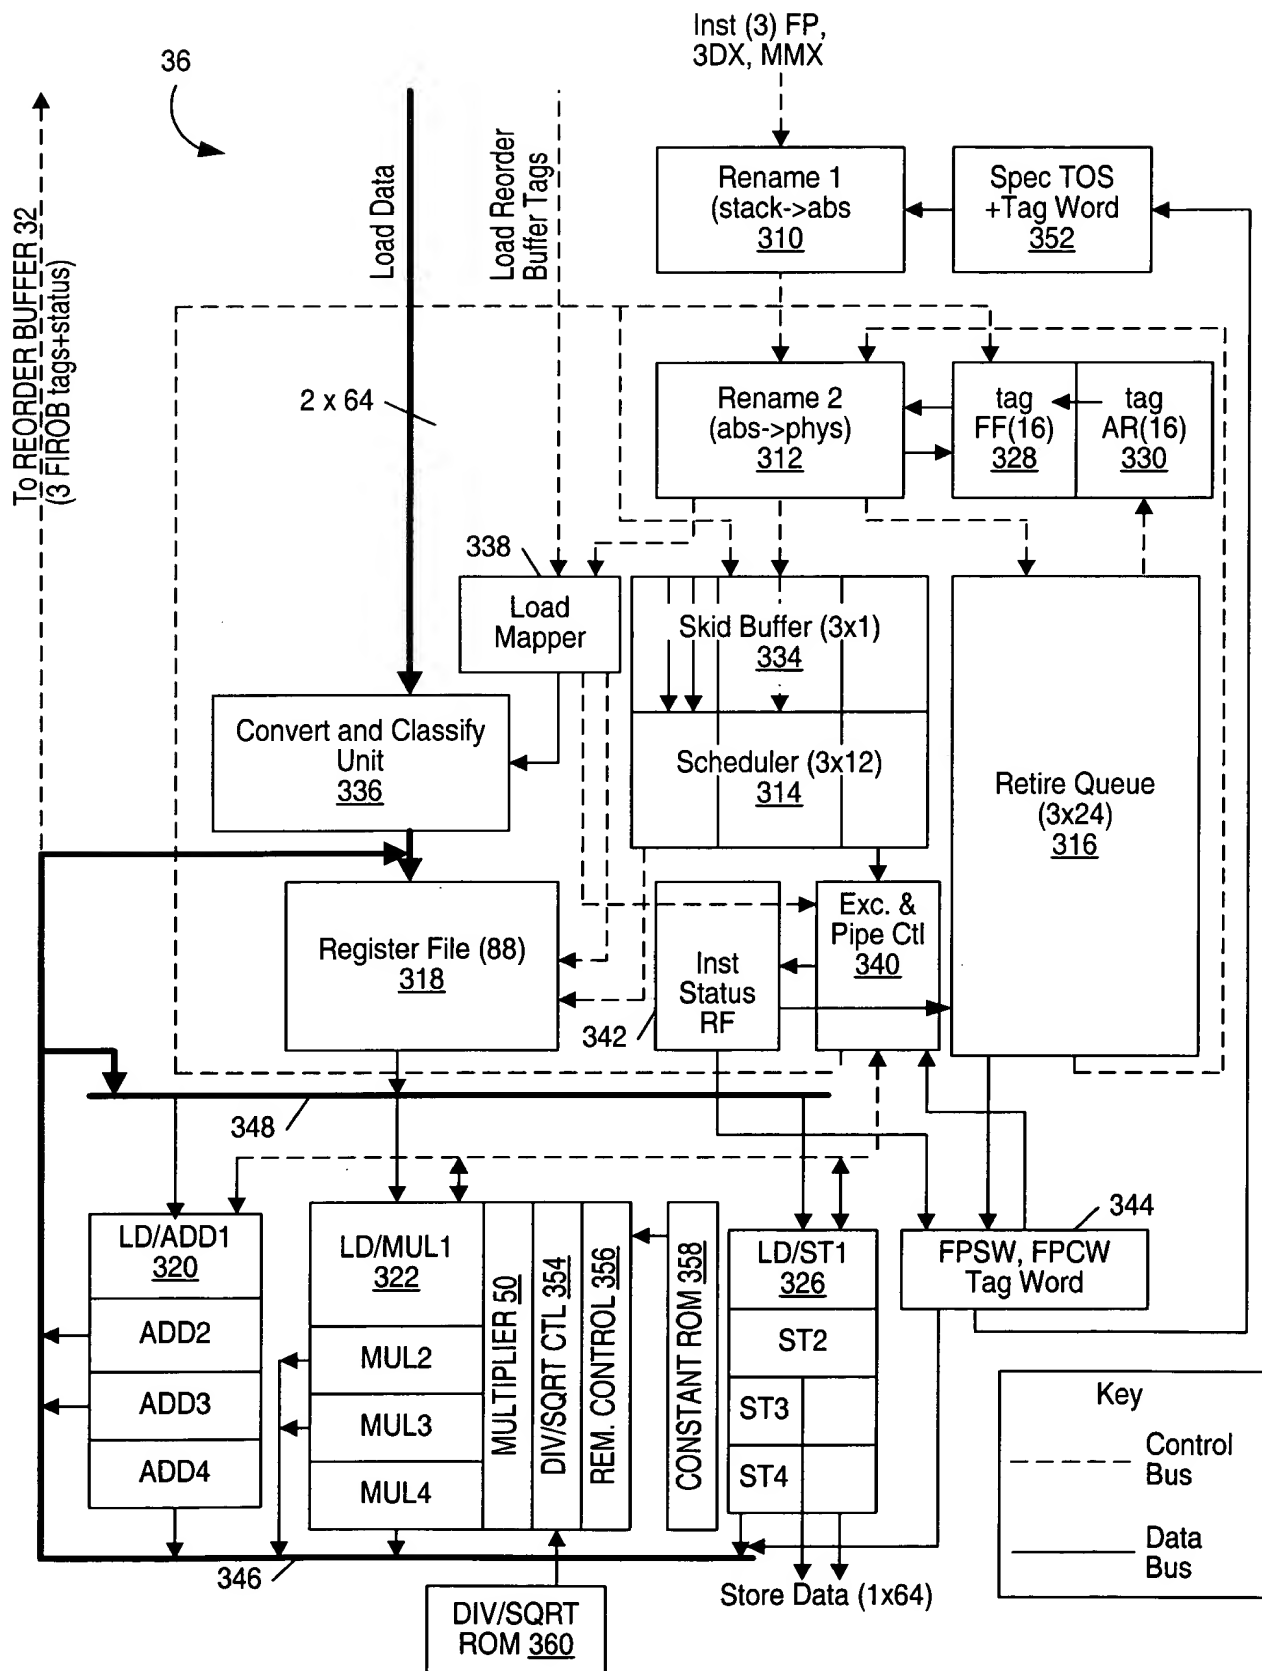 Inst (3) FP,
3DX, MMX
36
To REORDER BUFFER 32
(3 FIROB tags+status)
Load Data
Load Reorder
Buffer Tags
Rename 1
(stack->abs
310
Spec TOS
+Tag Word
352
2 x 64
Rename 2
(abs->phys)
312
tag
FF(16)
328
tag
AR(16)
330
338
Load
Mapper
Skid Buffer (3x1)
334
Convert and Classify
Unit
336
Scheduler (3x12)
314
Retire Queue
(3x24)
316
Register File (88)
318
Inst
Status
RF
342
Exc. &
Pipe Ctl
340
348
LD/ADD1
320
ADD2
ADD3
ADD4
LD/MUL1
322
MUL2
MUL3
MUL4
MULTIPLIER 50
DIV/SQRT CTL 354
REM. CONTROL 356
CONSTANT ROM 358
LD/ST1
326
ST2
ST3
ST4
344
FPSW, FPCW
Tag Word
346
DIV/SQRT
ROM 360
Store Data (1x64)
Key
Control
Bus
Data
Bus